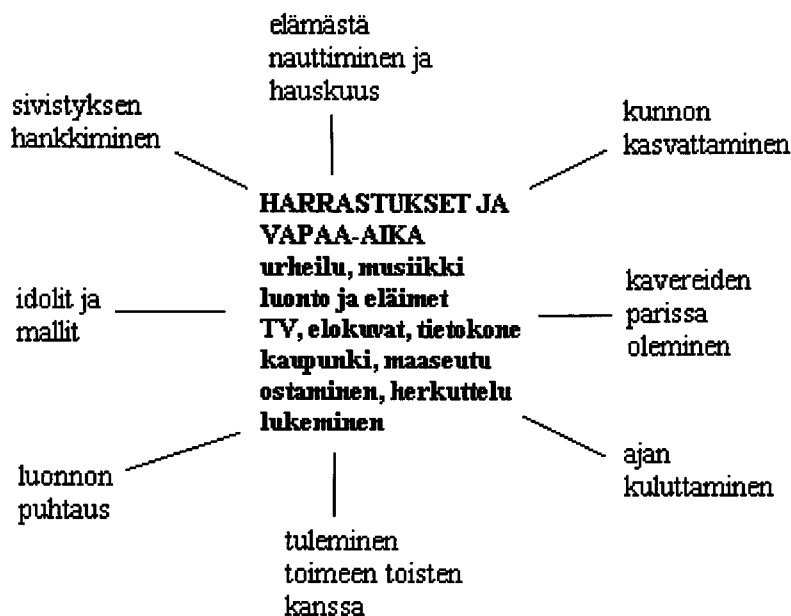 elämästä
nauttiminen ja
hauskuus
sivistyksen
hankkiminen
kunnon
kasvattaminen
HARRASTUKSET JA
VAPAA-AIKA
urheilu, musiikki
luonto ja eläimet
TV, elokuvat, tietokone
kaupunki, maaseutu
ostaminen, herkuttelu
lukeminen
idolit ja
mallit
kavereiden
parissa
oleminen
luonnon
puhtaus
ajan
kuluttaminen
tuleminen
toimeen toisten
kanssa